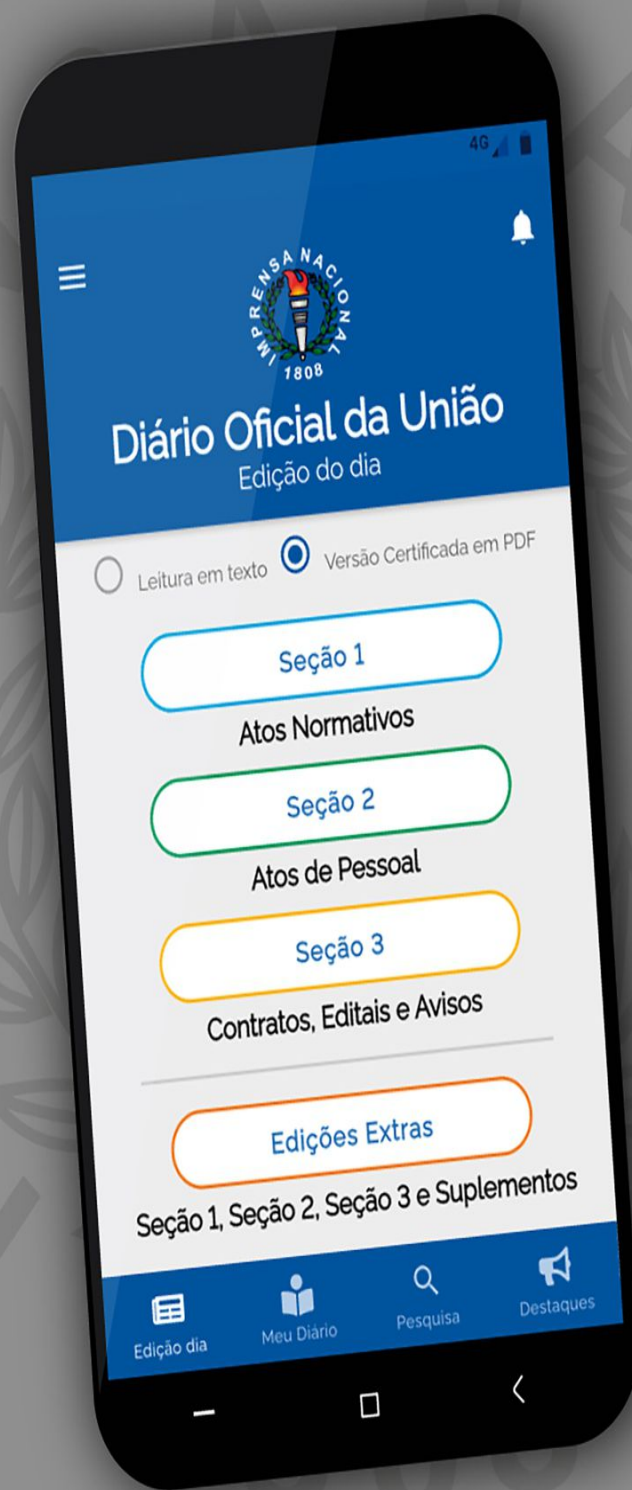 4G
IMPRENSA NACIONAL
1808
Diário Oficial da União
Edição do dia
Leitura em texto Versão Certificada em PDF
Seção 1
Atos Normativos
Seção 2
Atos de Pessoal
Seção 3
Contratos, Editais e Avisos
Edições Extras
Seção 1, Seção 2, Seção 3 e Suplementos
Edição dia Meu Diário Pesquisa Destaques